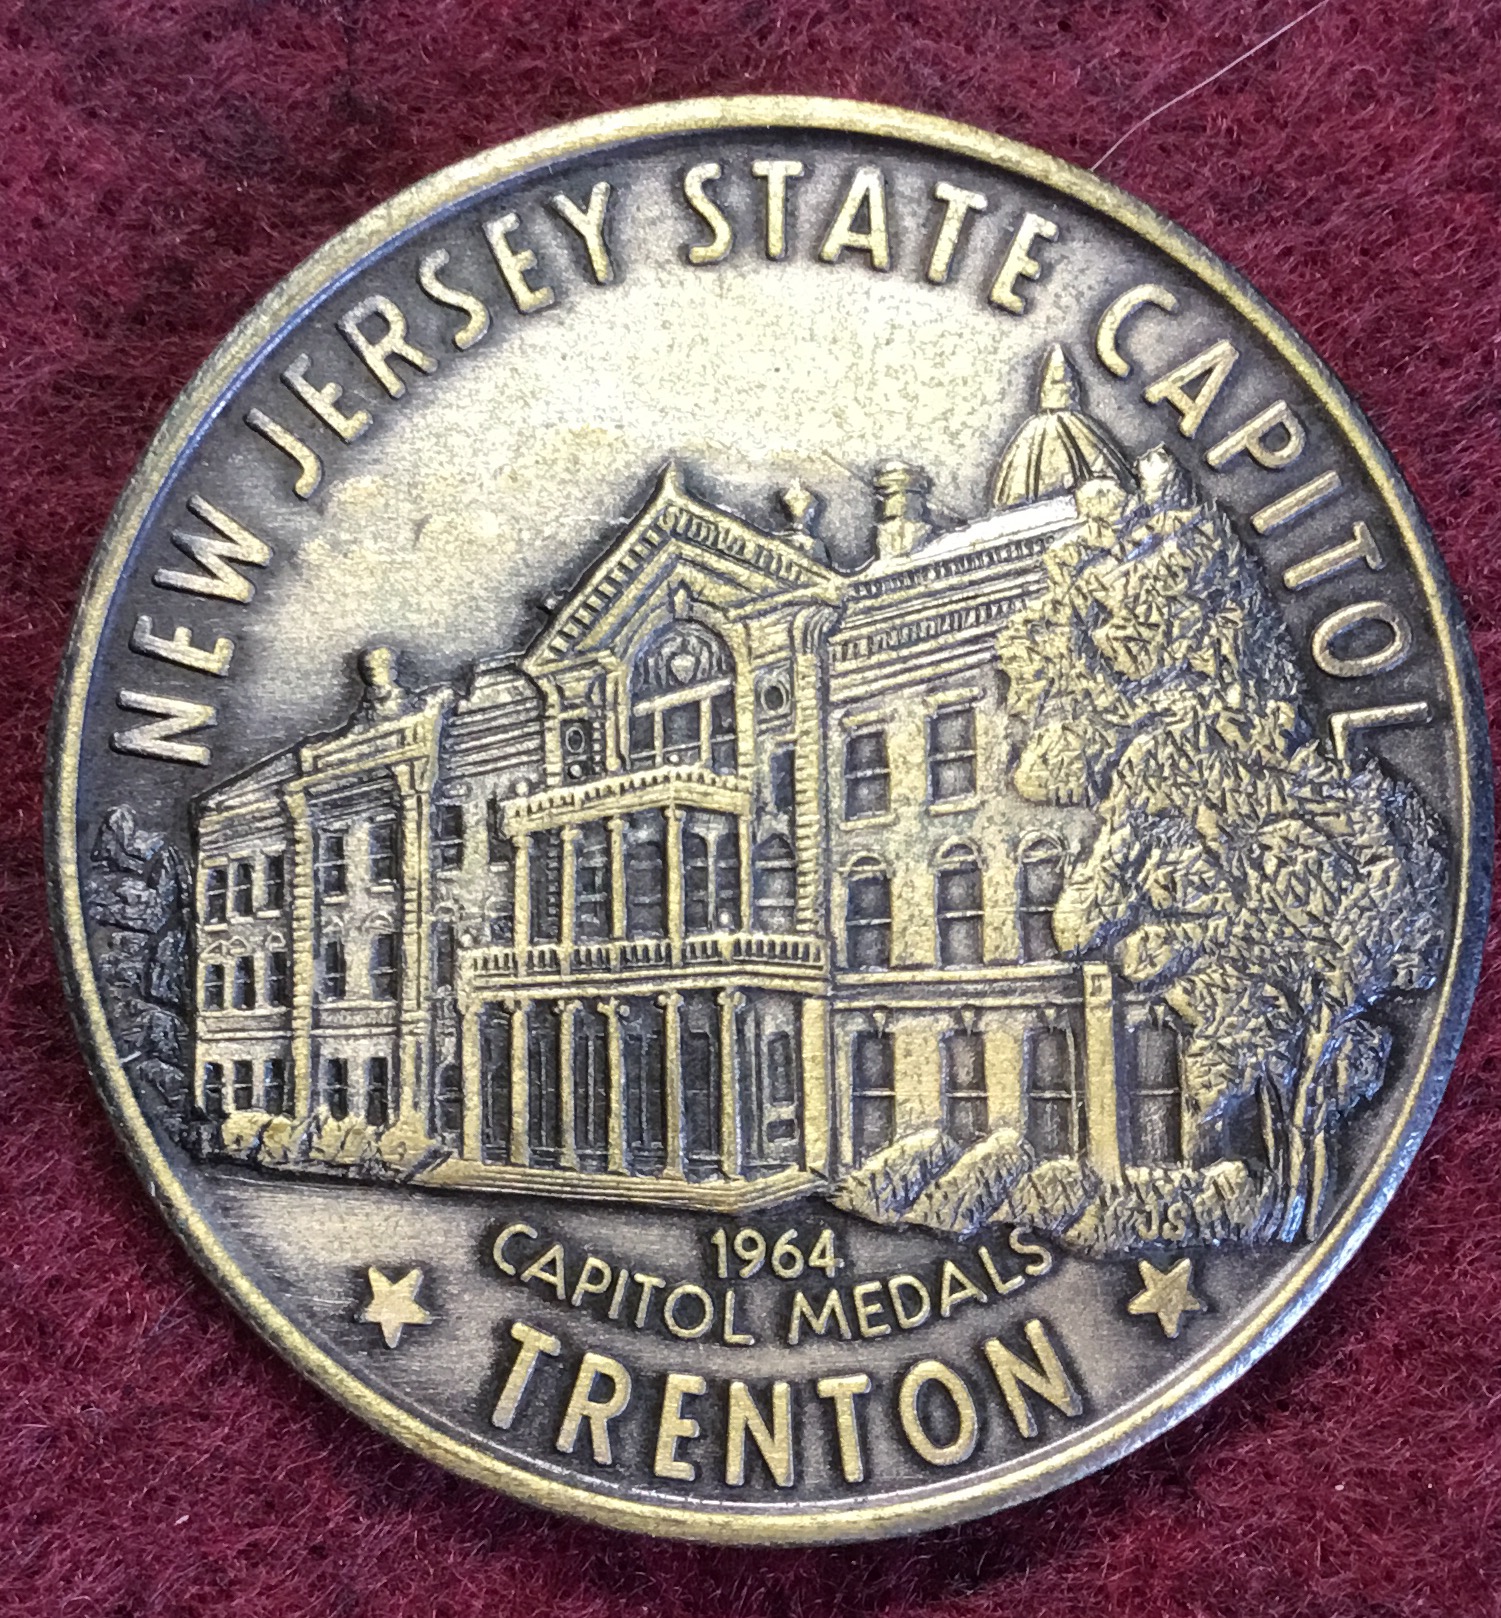 NEW JERSEY STATE CAPITOL
JS
1964
CAPITOL MEDALS
TRENTON